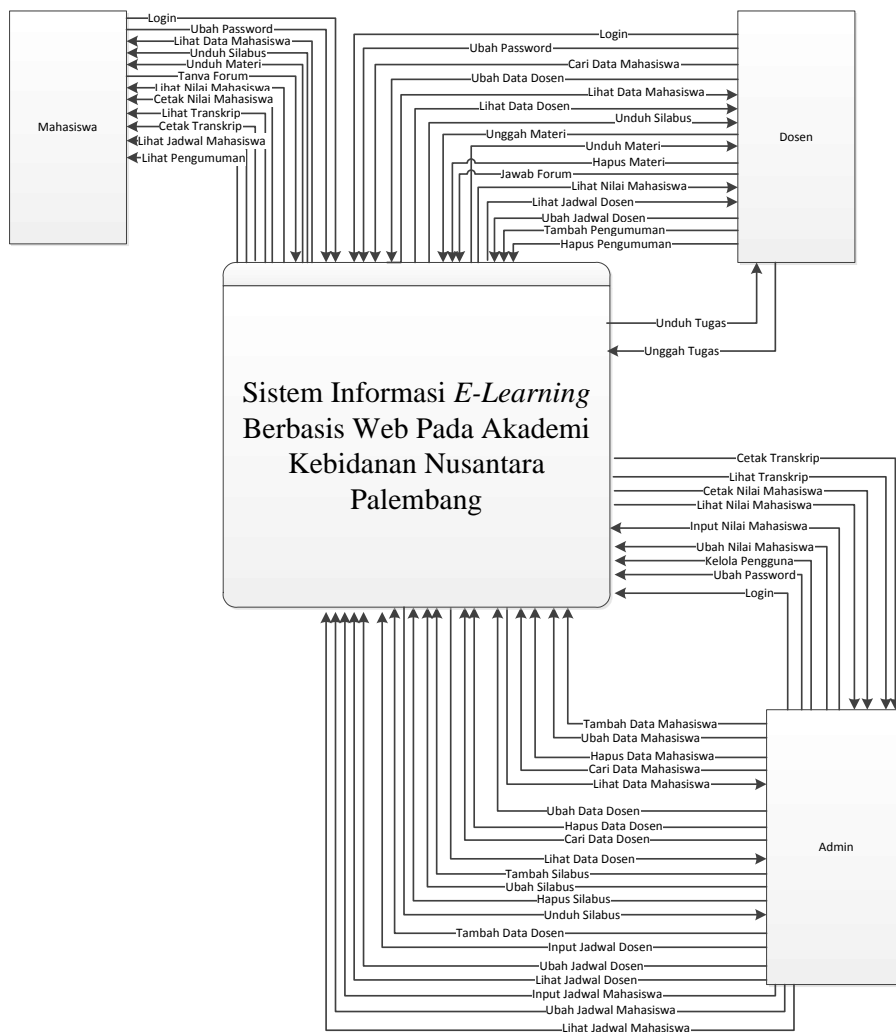 Login
Ubah Password
Lihat Data Mahasiswa
Unduh Silabus
Unduh Materi
Tanya Forum
Lihat Nilai Mahasiswa
Cetak Nilai Mahasiswa
Lihat Transkrip
Cetak Transkrip
Lihat Jadwal Mahasiswa
Lihat Pengumuman
Mahasiswa
Login
Ubah Password
Cari Data Mahasiswa
Ubah Data Dosen
Lihat Data Mahasiswa
Lihat Data Dosen
Unduh Silabus
Unggah Materi
Unduh Materi
Hapus Materi
Jawab Forum
Lihat Nilai Mahasiswa
Lihat Jadwal Dosen
Ubah Jadwal Dosen
Tambah Pengumuman
Hapus Pengumuman
Dosen
Unduh Tugas
Unggah Tugas
Sistem Informasi E-Learning
Berbasis Web Pada Akademi
Kebidanan Nusantara
Palembang
Cetak Transkrip
Lihat Transkrip
Cetak Nilai Mahasiswa
Lihat Nilai Mahasiswa
Input Nilai Mahasiswa
Ubah Nilai Mahasiswa
Kelola Pengguna
Ubah Password
Login
Tambah Data Mahasiswa
Ubah Data Mahasiswa
Hapus Data Mahasiswa
Cari Data Mahasiswa
Lihat Data Mahasiswa
Ubah Data Dosen
Hapus Data Dosen
Cari Data Dosen
Lihat Data Dosen
Tambah Silabus
Ubah Silabus
Hapus Silabus
Unduh Silabus
Tambah Data Dosen
Input Jadwal Dosen
Ubah Jadwal Dosen
Lihat Jadwal Dosen
Input Jadwal Mahasiswa
Ubah Jadwal Mahasiswa
Lihat Jadwal Mahasiswa
Admin